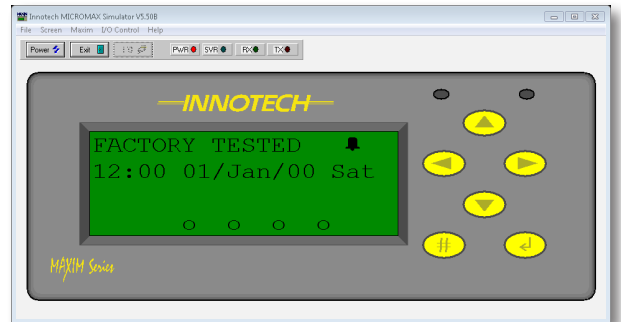 Innotech MICROMAX Simulator V5.50B
File Screen Maxim I/O Control Help
Power Exit PWR SVR RX TX
INNOTECH
FACTORY TESTED
12:00 01/Jan/00 Sat
O O O O
#
MAXIM Series